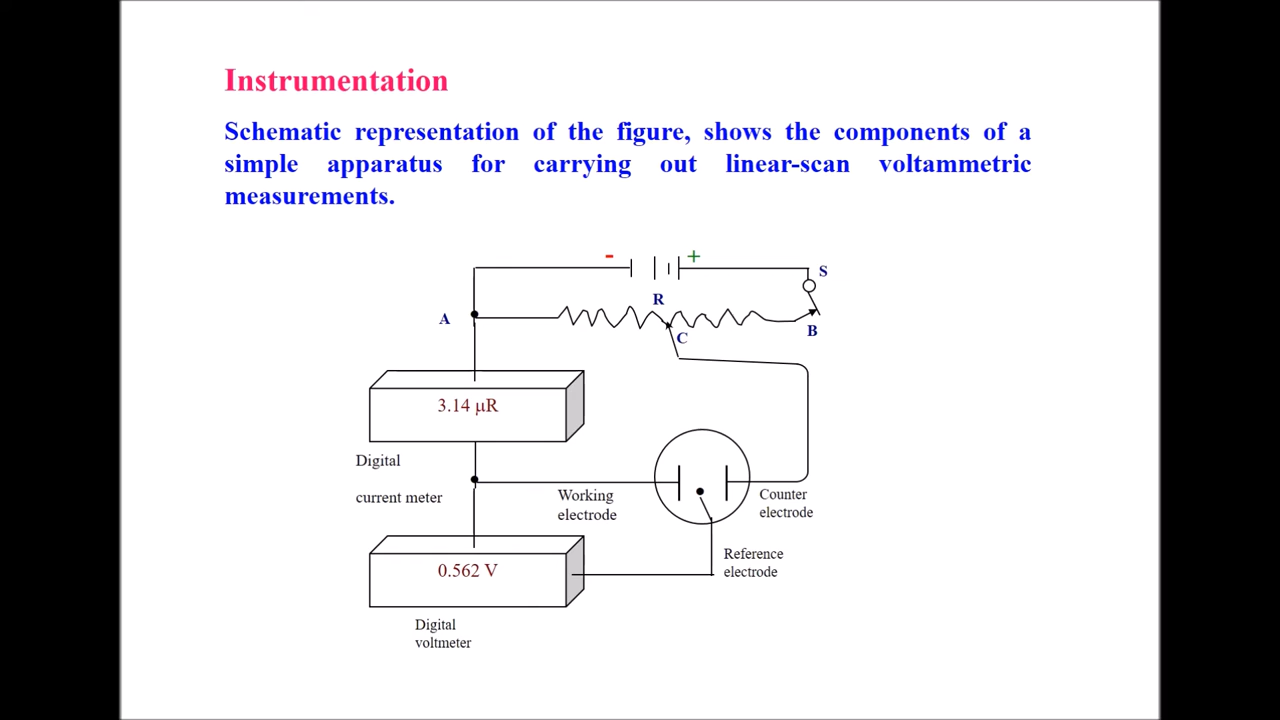 Instrumentation
Schematic representation of the figure, shows the components of a
simple apparatus for carrying out linear-scan voltammetric
measurements.
- +
S
R
A
B
C
3.14 μR
Digital
current meter
Working
electrode
Counter
electrode
Reference
electrode
0.562 V
Digital
voltmeter